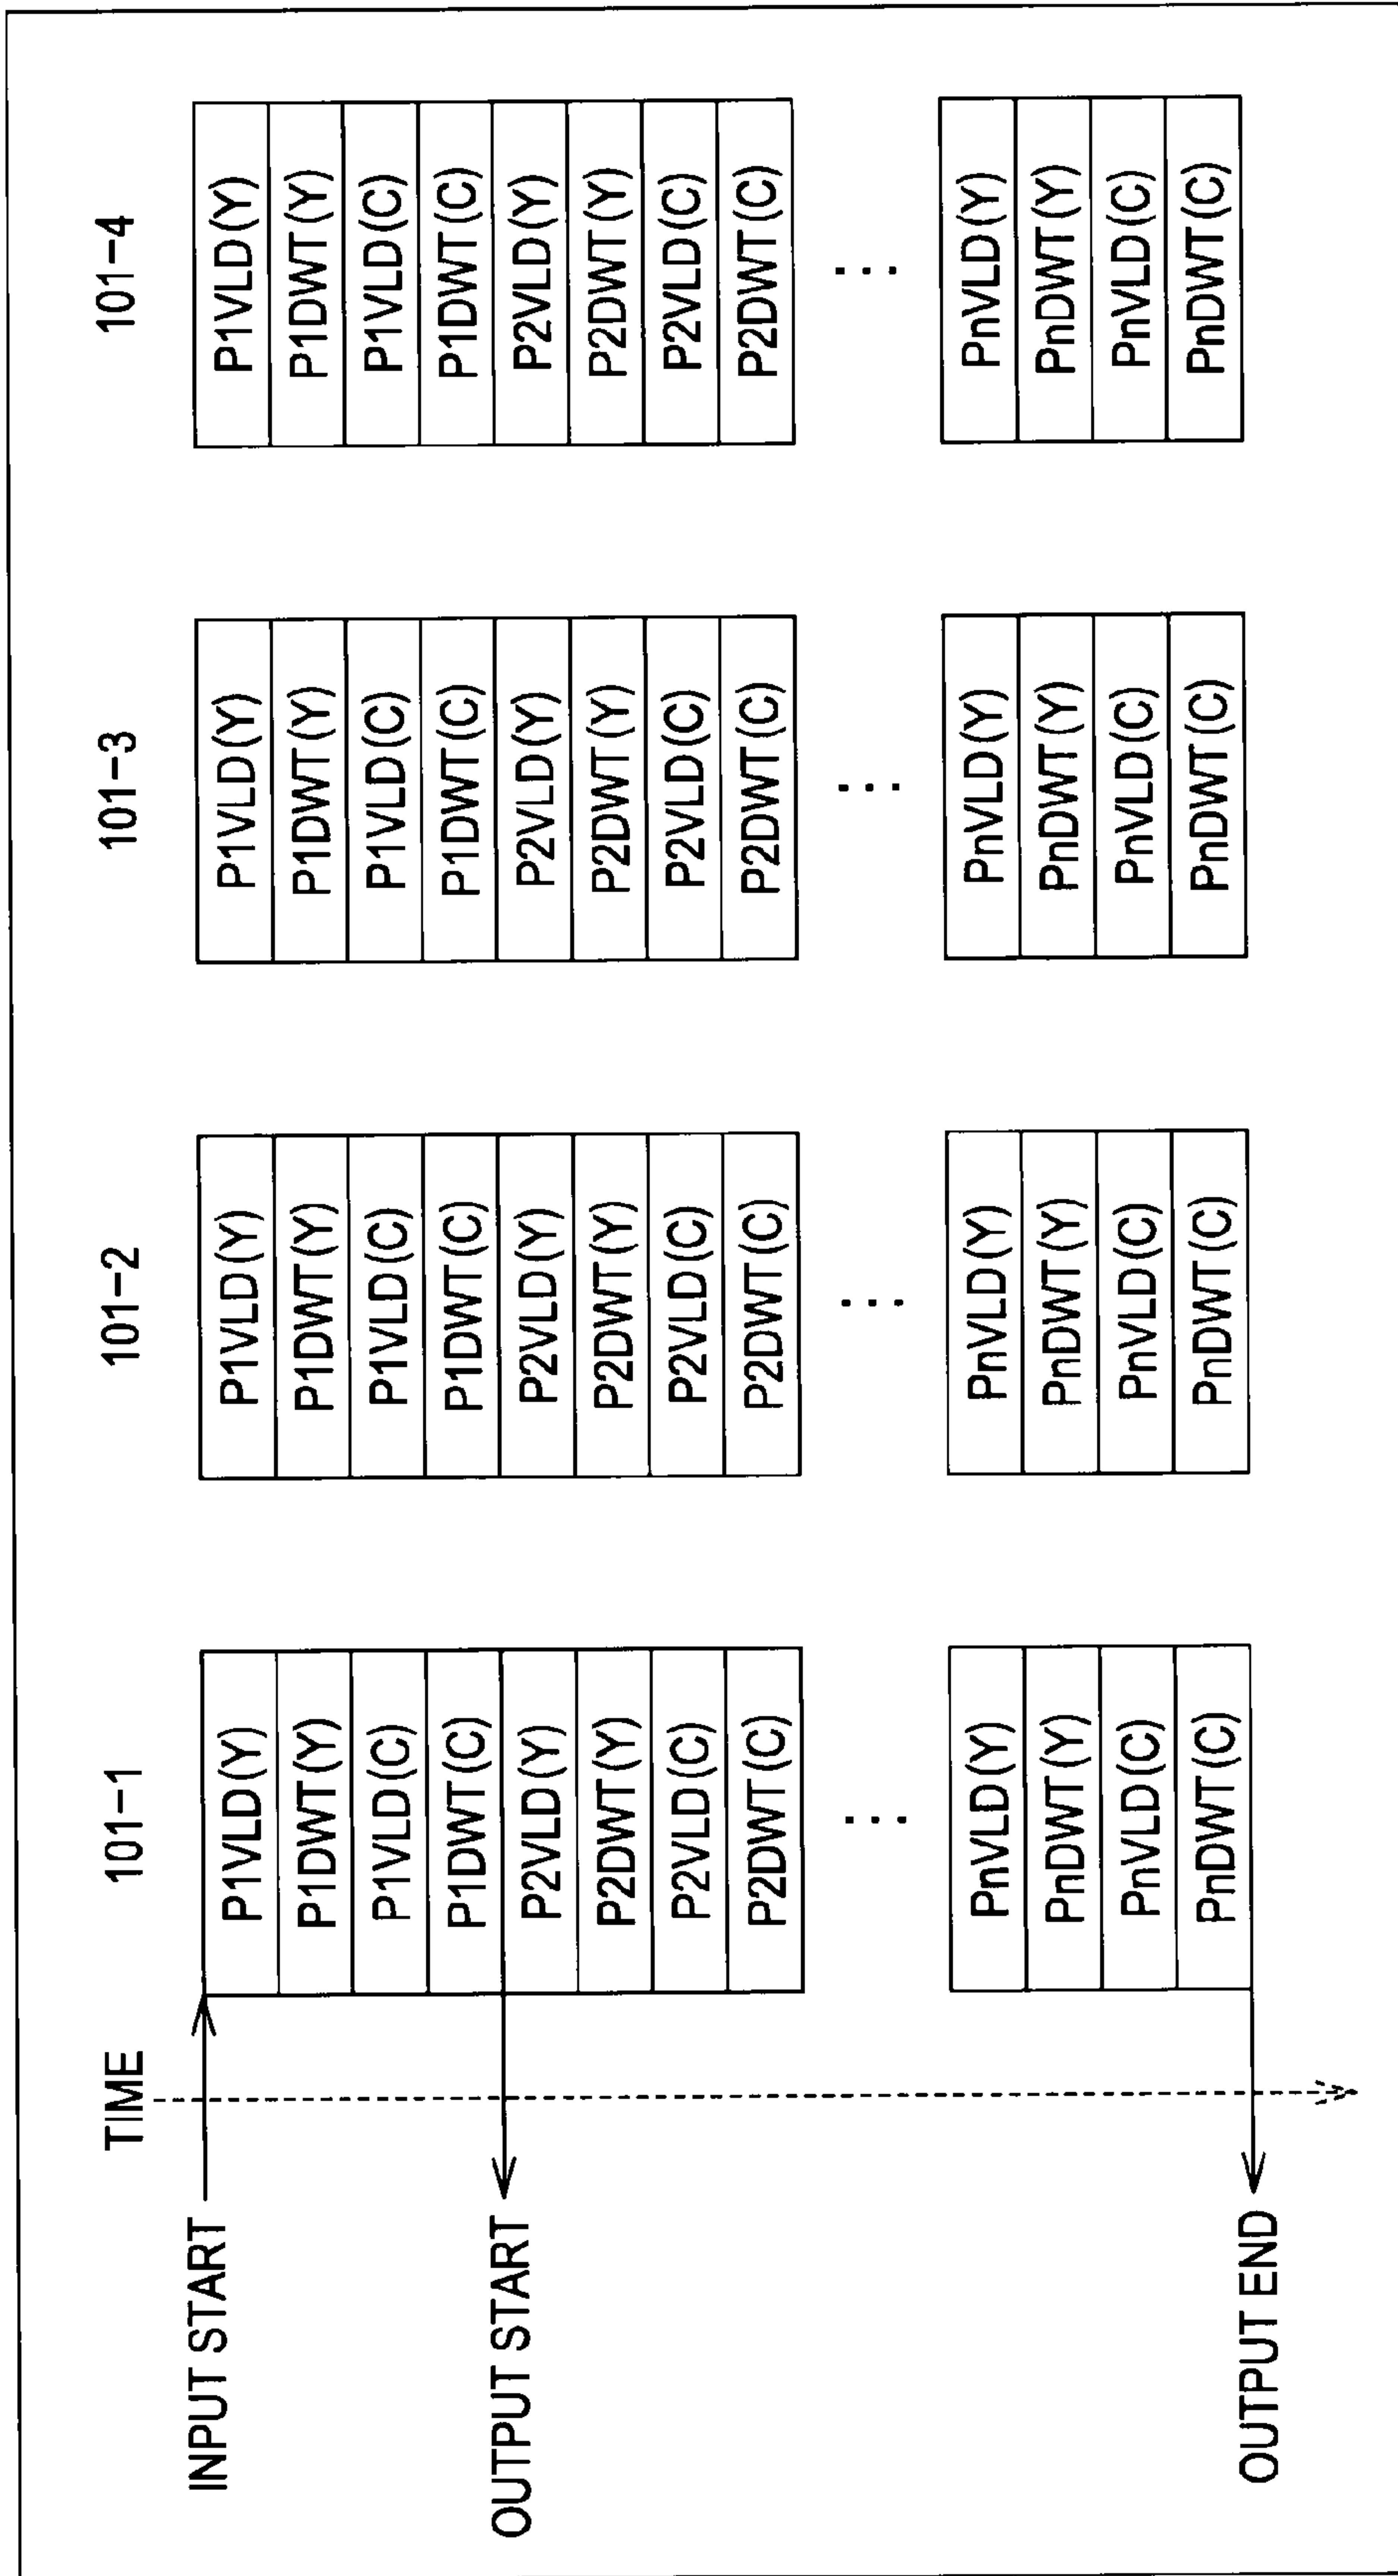 TIME 101-1 101-2 101-3 101-4
INPUT START
P1VLD(Y) P1VLD(Y) P1VLD(Y) P1VLD(Y)
P1DWT(Y) P1DWT(Y) P1DWT(Y) P1DWT(Y)
P1VLD(C) P1VLD(C) P1VLD(C) P1VLD(C)
P1DWT(C) P1DWT(C) P1DWT(C) P1DWT(C)
OUTPUT START
P2VLD(Y) P2VLD(Y) P2VLD(Y) P2VLD(Y)
P2DWT(Y) P2DWT(Y) P2DWT(Y) P2DWT(Y)
P2VLD(C) P2VLD(C) P2VLD(C) P2VLD(C)
P2DWT(C) P2DWT(C) P2DWT(C) P2DWT(C)
... ... ... ...
PnVLD(Y) PnVLD(Y) PnVLD(Y) PnVLD(Y)
PnDWT(Y) PnDWT(Y) PnDWT(Y) PnDWT(Y)
PnVLD(C) PnVLD(C) PnVLD(C) PnVLD(C)
PnDWT(C) PnDWT(C) PnDWT(C) PnDWT(C)
OUTPUT END